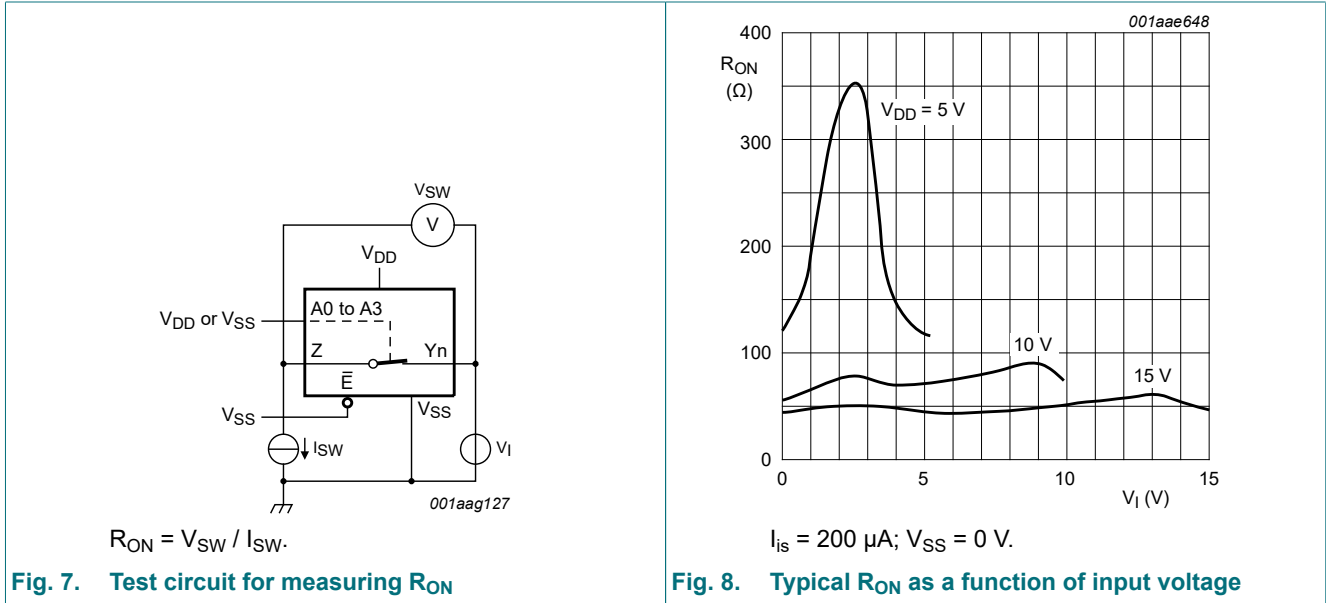 VSW
V
VDD
A0 to A3
VDD or VSS
Z
Yn
E̅
VSS
VSS
ISW
VI
001aag127
RON = VSW / ISW.
Fig. 7. Test circuit for measuring RON
001aae648
400
RON
(Ω)
VDD = 5 V
300
200
100
10 V
15 V
0
0
5
10
15
VI (V)
Iis = 200 μA; VSS = 0 V.
Fig. 8. Typical RON as a function of input voltage